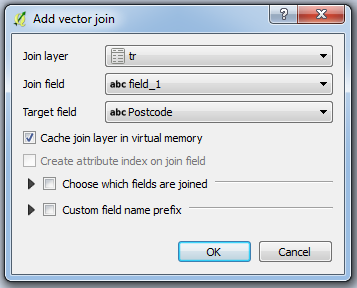 Add vector join
Join layer tr
Join field abc field_1
Target field abc Postcode
Cache join layer in virtual memory
Create attribute index on join field
Choose which fields are joined
Custom field name prefix
OK Cancel